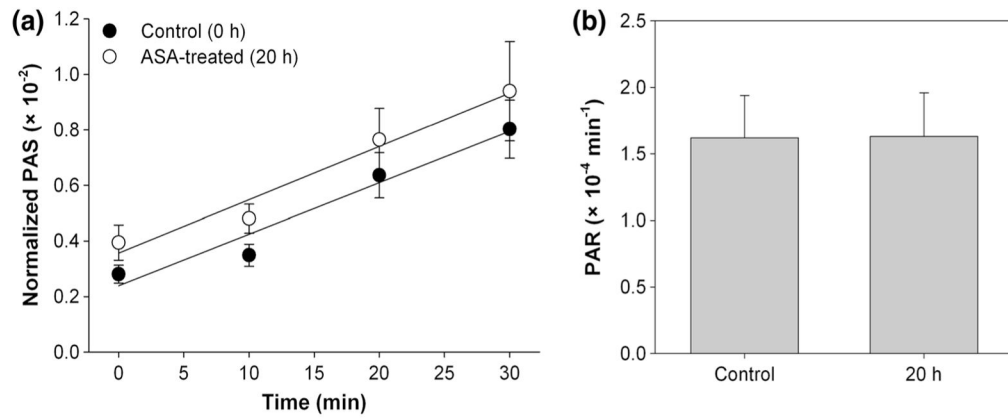 (a)
Control (0 h)
ASA-treated (20 h)
Normalized PAS (× 10⁻²)
1.2
1.0
0.8
0.6
0.4
0.2
0.0
0 5 10 15 20 25 30
Time (min)
(b)
PAR (× 10⁻⁴ min⁻¹)
2.5
2.0
1.5
1.0
0.5
0.0
Control 20 h